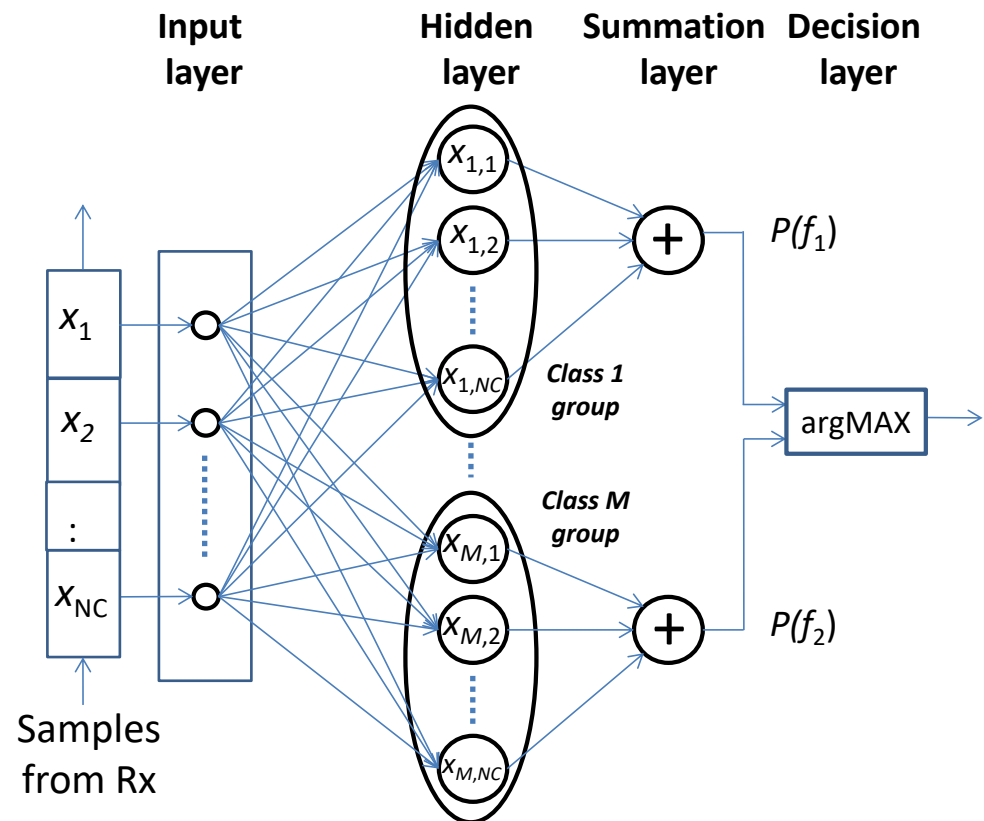 Input layer
Hidden layer
Summation layer
Decision layer
x1
x2
:
xNC
Samples
from Rx
x1,1
x1,2
x1,NC
Class 1
group
Class M
group
xM,1
xM,2
xM,NC
+
+
P(f1)
P(f2)
argMAX